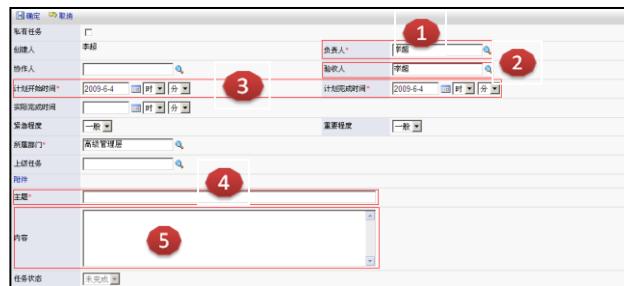 确定 取消
私有任务
创建人 李超 负责人* 李超 1
协作人 验收人 李超 2
计划开始时间* 2009-6-4 时 分 3 计划完成时间* 2009-6-4 时 分
实际完成时间 时 分
紧急程度 一般 重要程度 一般
所属部门* 高级管理层
上级任务
附件 4
主题*
内容 5
任务状态 未完成